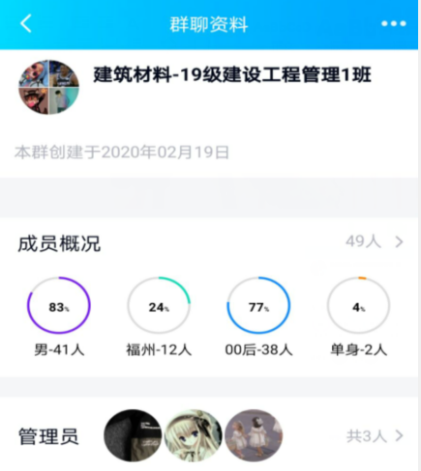 群聊资料
建筑材料-19级建设工程管理1班
本群创建于2020年02月19日
成员概况
49人
83% 24% 77% 4%
男-41人 福州-12人 00后-38人 单身-2人
管理员
共3人